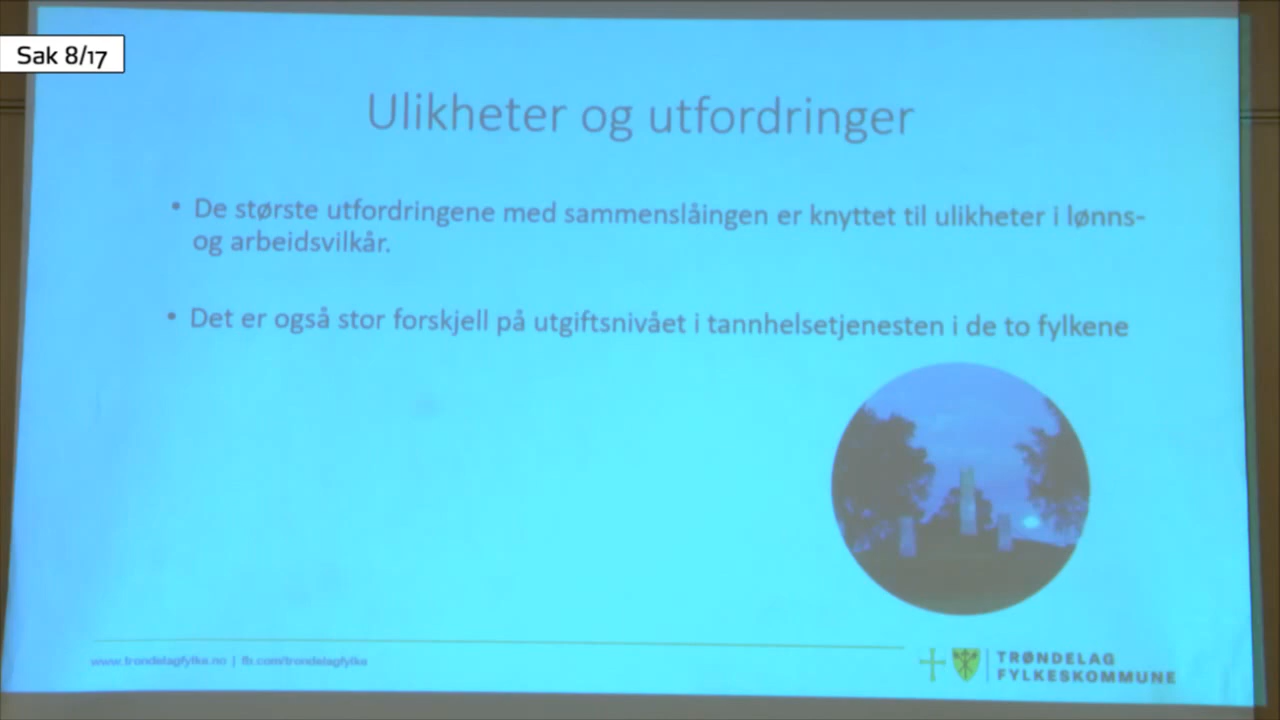 Sak 8/17
Ulikheter og utfordringer
• De største utfordringene med sammenslåingen er knyttet til ulikheter i lønns-
og arbeidsvilkår.
• Det er også stor forskjell på utgiftsnivået i tannhelsetjenesten i de to fylkene
www.trondelagfylke.no | fb.com/trondelagfylke
TRØNDELAG
FYLKESKOMMUNE